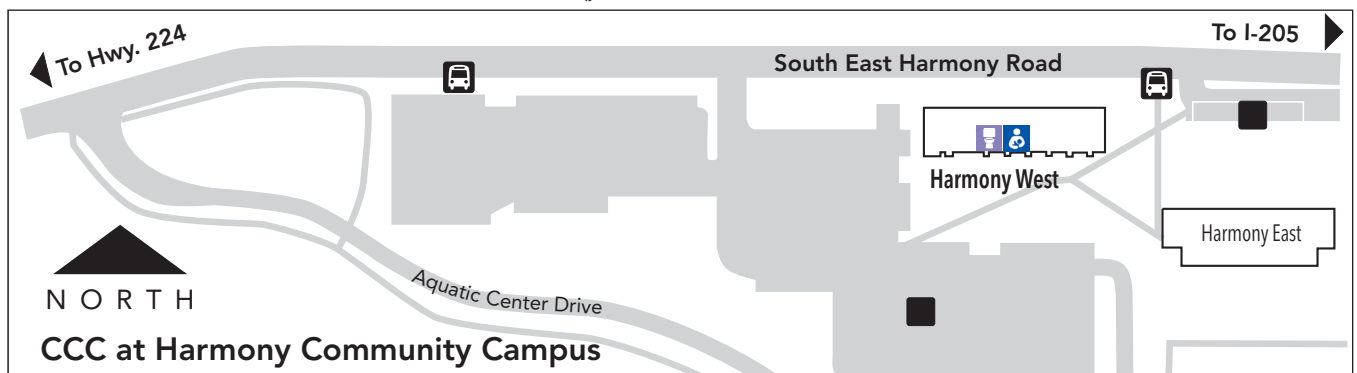 To Hwy. 224
To I-205
South East Harmony Road
Harmony West
Harmony East
NORTH
Aquatic Center Drive
CCC at Harmony Community Campus